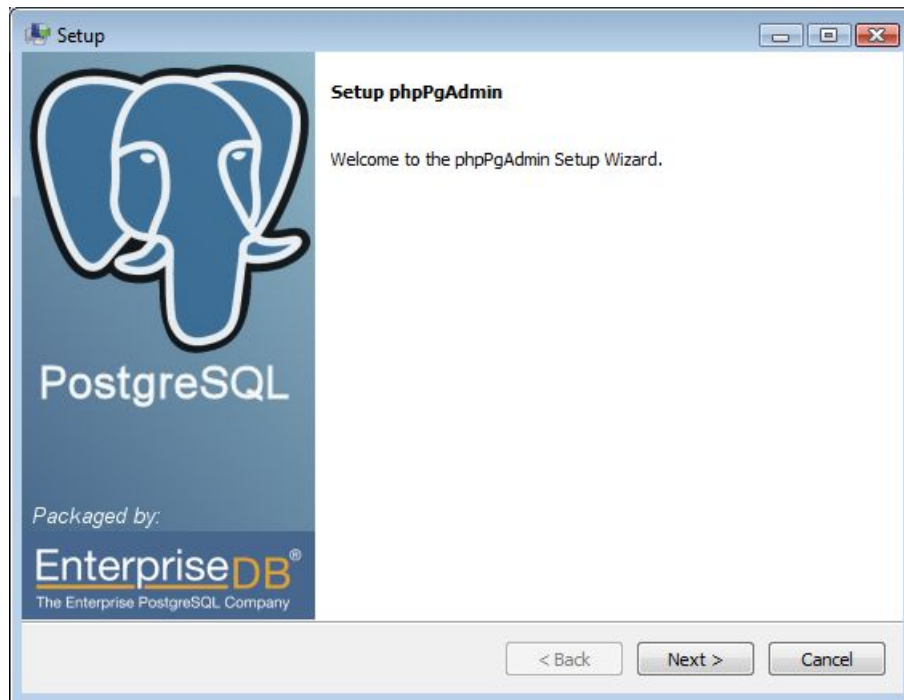 Setup
Setup phpPgAdmin
Welcome to the phpPgAdmin Setup Wizard.
PostgreSQL
Packaged by:
EnterpriseDB®
The Enterprise PostgreSQL Company
< Back
Next >
Cancel